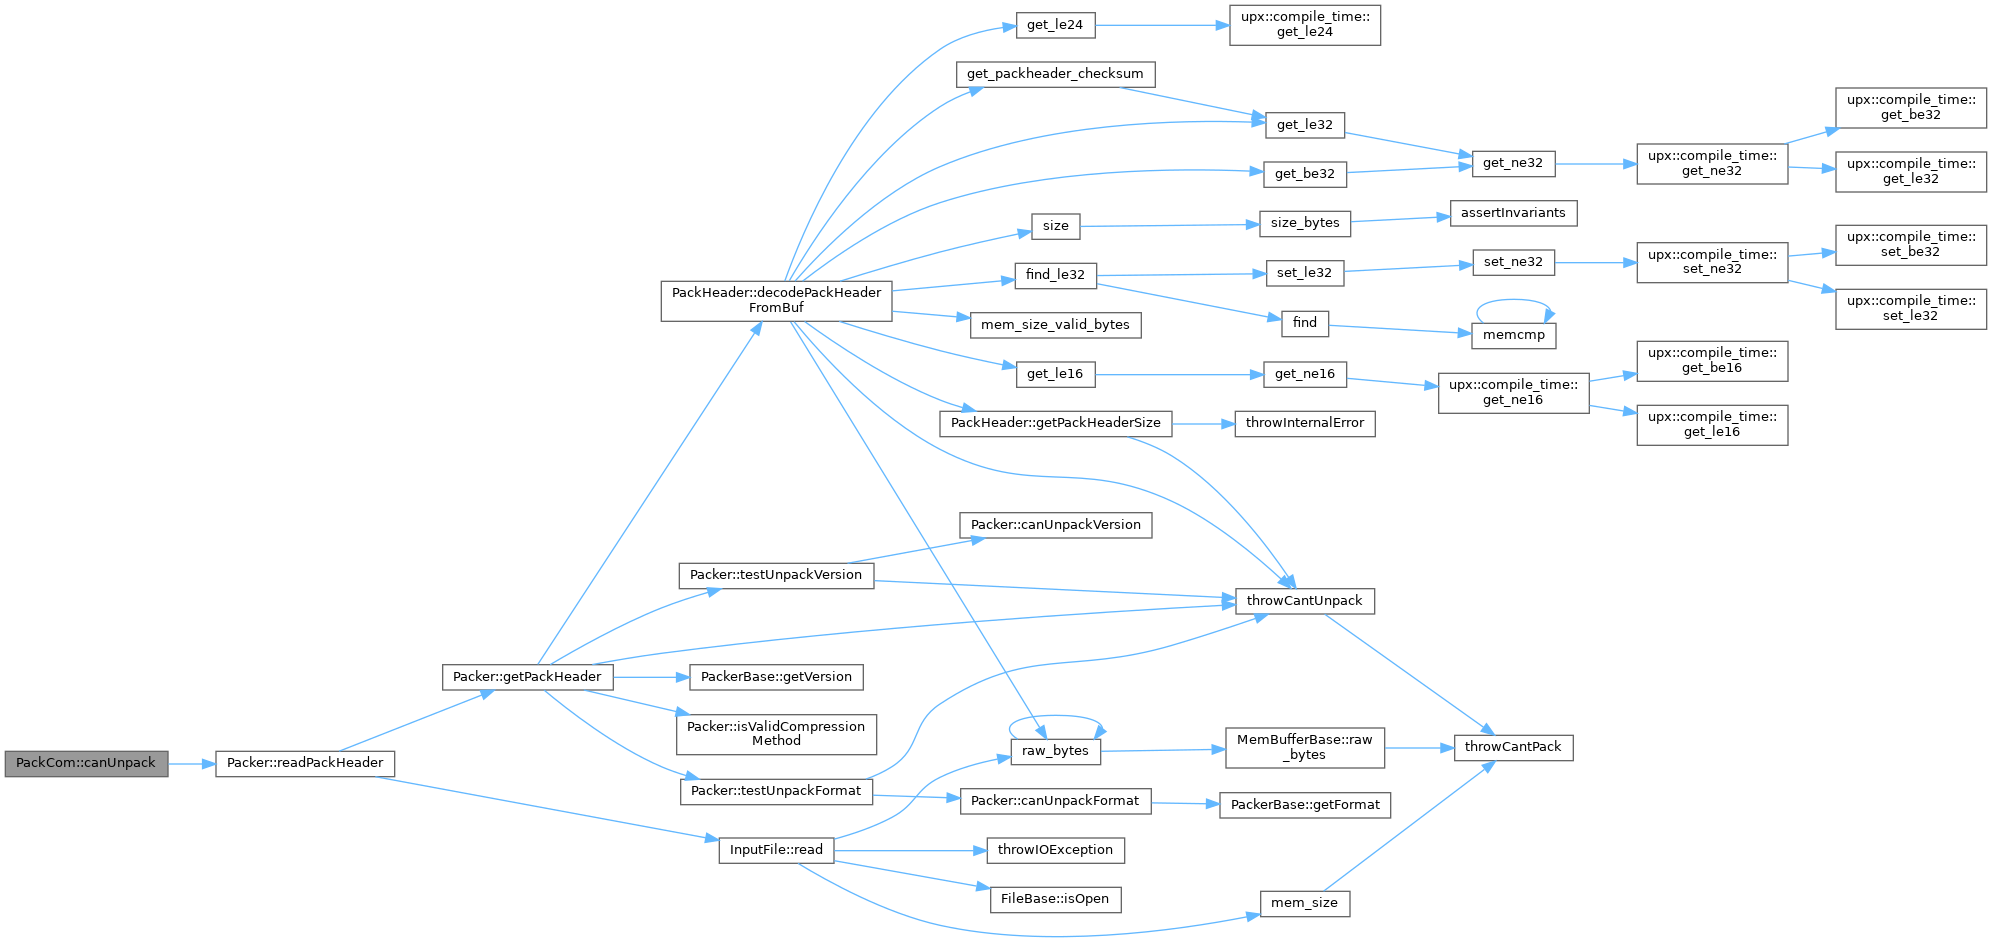 get_le24
upx::compile_time::
get_le24
get_packheader_checksum
get_le32
upx::compile_time::
get_be32
get_be32
get_ne32
upx::compile_time::
get_ne32
upx::compile_time::
get_le32
size
size_bytes
assertInvariants
find_le32
set_le32
set_ne32
upx::compile_time::
set_ne32
upx::compile_time::
set_be32
upx::compile_time::
set_le32
PackHeader::decodePackHeader
FromBuf
mem_size_valid_bytes
find
memcmp
get_le16
get_ne16
upx::compile_time::
get_ne16
upx::compile_time::
get_be16
upx::compile_time::
get_le16
PackHeader::getPackHeaderSize
throwInternalError
Packer::canUnpackVersion
Packer::testUnpackVersion
throwCantUnpack
Packer::getPackHeader
PackerBase::getVersion
Packer::isValidCompression
Method
PackCom::canUnpack
Packer::readPackHeader
raw_bytes
MemBufferBase::raw
_bytes
throwCantPack
Packer::testUnpackFormat
Packer::canUnpackFormat
PackerBase::getFormat
InputFile::read
throwIOException
FileBase::isOpen
mem_size